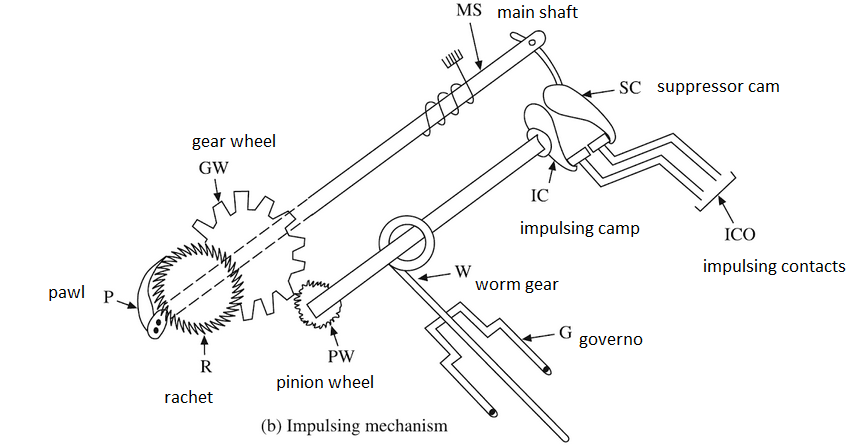 MS main shaft
SC suppressor cam
gear wheel
GW
IC
impulsing camp
ICO
impulsing contacts
W worm gear
pawl P
G governo
R
rachet
PW
pinion wheel
(b) Impulsing mechanism